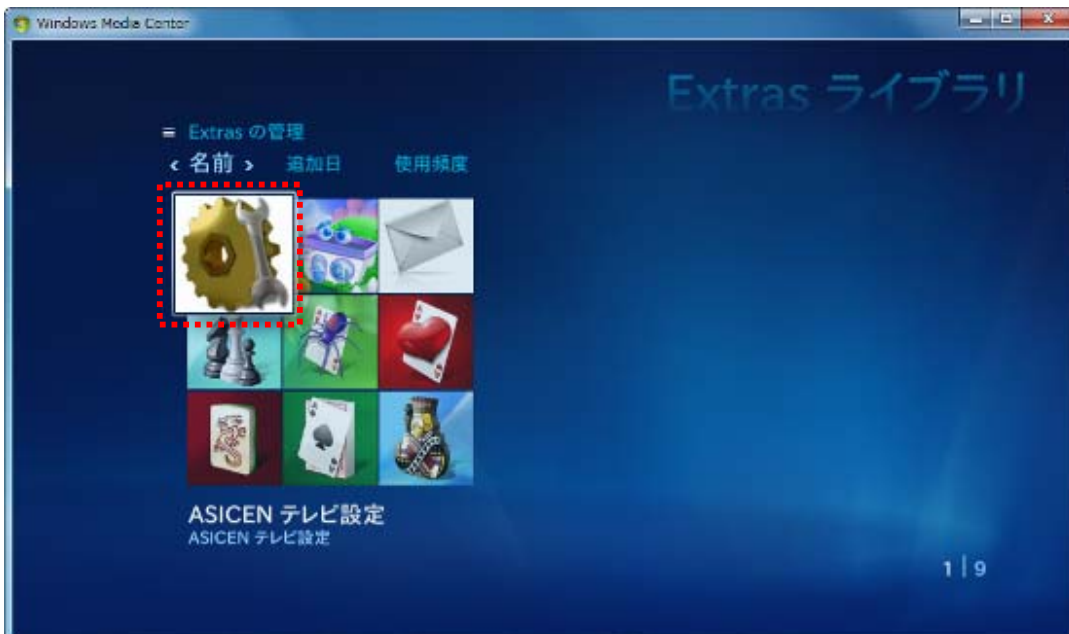 Windows Media Center
Extras ライブラリ
Extras の管理
名前 追加日 使用頻度
ASICEN テレビ設定
ASICEN テレビ設定
1 | 9